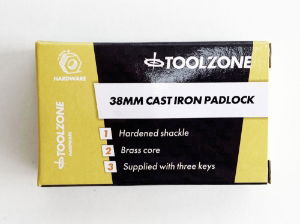 HARDWARE
TOOLZONE
38MM CAST IRON PADLOCK
1 Hardened shackle
2 Brass core
3 Supplied with three keys
TOOLZONE
HARDWARE